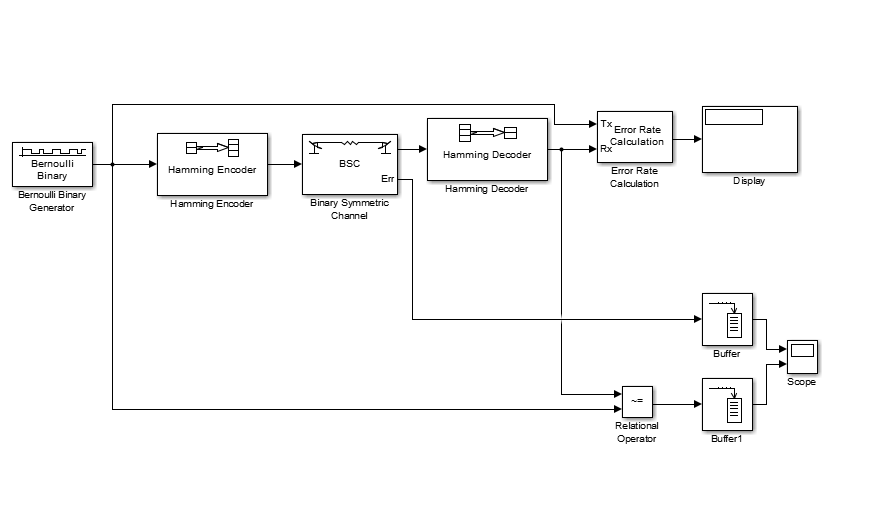 Bernoulli
Binary
Bernoulli Binary
Generator
Hamming Encoder
Hamming Encoder
BSC
Err
Binary Symmetric
Channel
Hamming Decoder
Hamming Decoder
Tx
Rx
Error Rate
Calculation
Error Rate
Calculation
Display
Buffer
Scope
~=
Relational
Operator
Buffer1